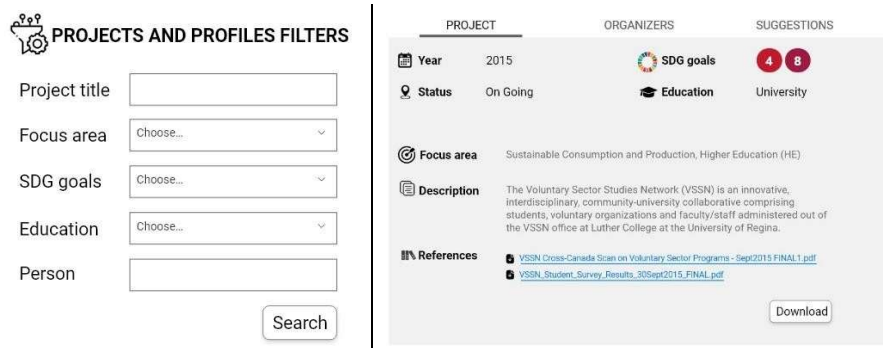 PROJECTS AND PROFILES FILTERS
Project title
Focus area Choose...
SDG goals Choose...
Education Choose...
Person
Search
PROJECT ORGANIZERS SUGGESTIONS
Year 2015 SDG goals 4 8
Status On Going Education University
Focus area Sustainable Consumption and Production, Higher Education (HE)
Description The Voluntary Sector Studies Network (VSSN) is an innovative,
interdisciplinary, community-university collaborative comprising
students, voluntary organizations and faculty/staff administered out of
the VSSN office at Luther College at the University of Regina.
References VSSN Cross-Canada Scan on Voluntary Sector Programs - Sept2015 FINAL1.pdf
VSSN_Student_Survey_Results_30Sept2015_FINAL.pdf
Download